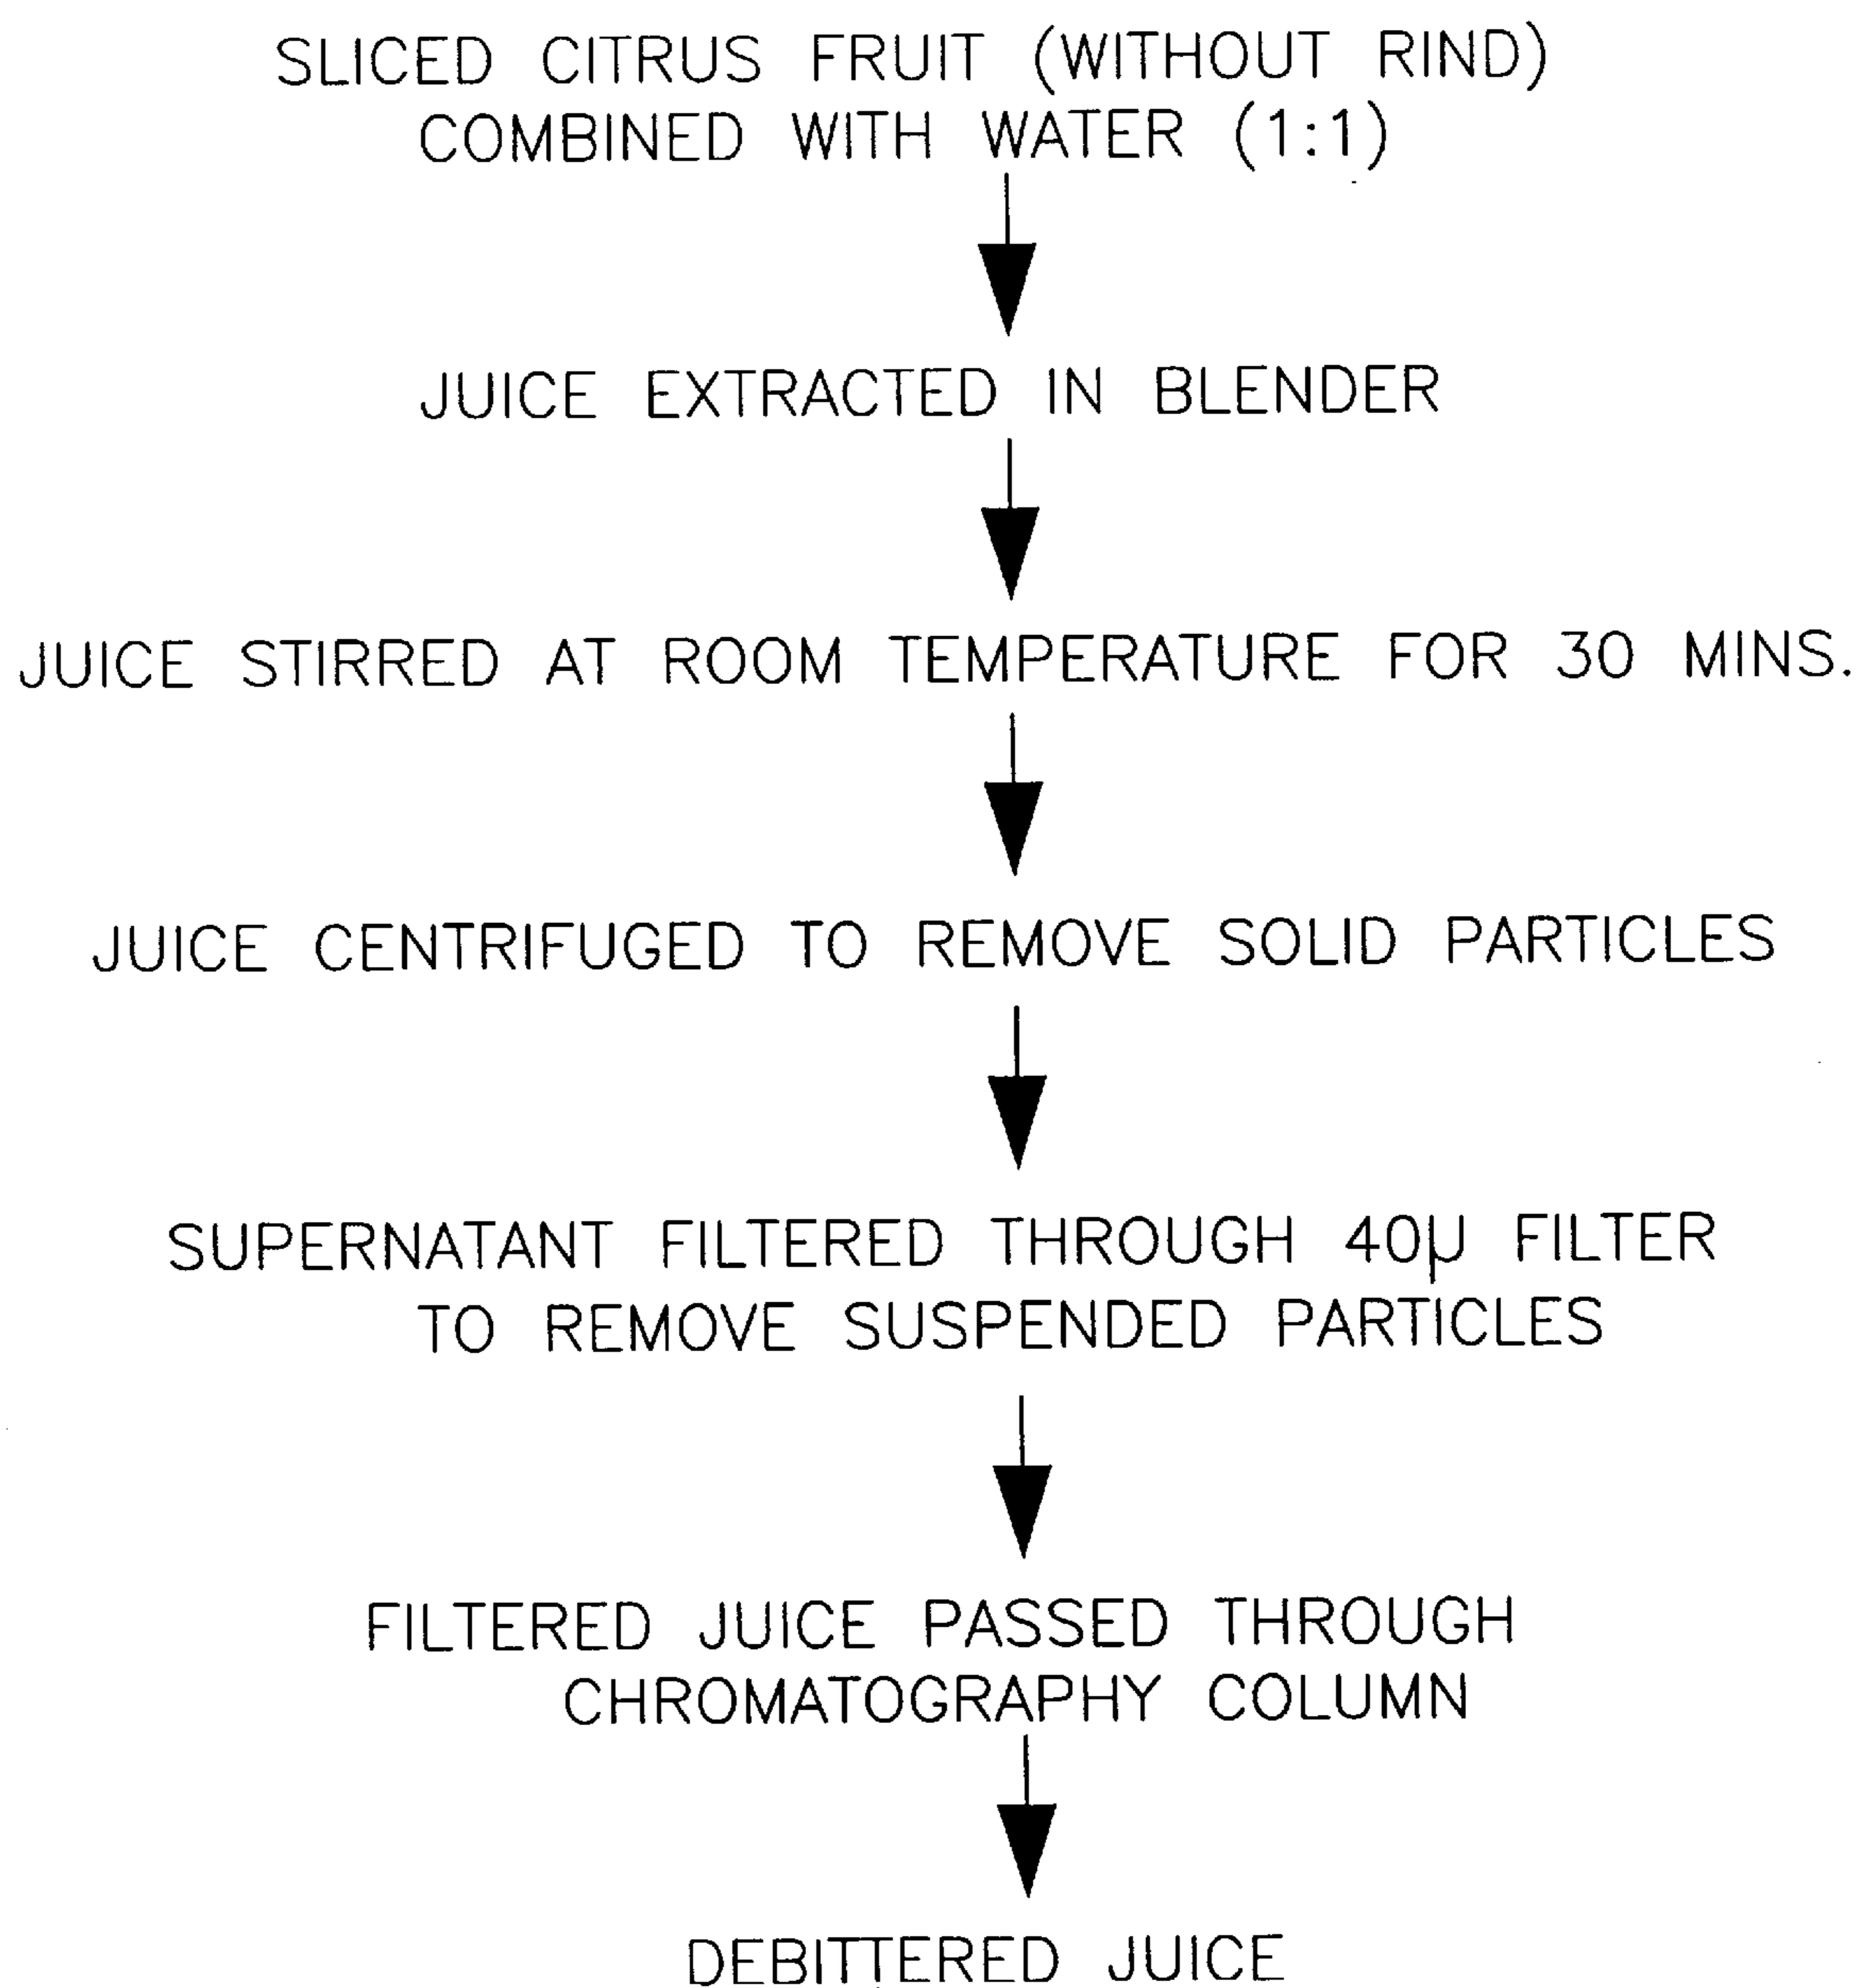 SLICED CITRUS FRUIT (WITHOUT RIND)
COMBINED WITH WATER (1:1)
JUICE EXTRACTED IN BLENDER
JUICE STIRRED AT ROOM TEMPERATURE FOR 30 MINS.
JUICE CENTRIFUGED TO REMOVE SOLID PARTICLES
SUPERNATANT FILTERED THROUGH 40μ FILTER
TO REMOVE SUSPENDED PARTICLES
FILTERED JUICE PASSED THROUGH
CHROMATOGRAPHY COLUMN
DEBITTERED JUICE